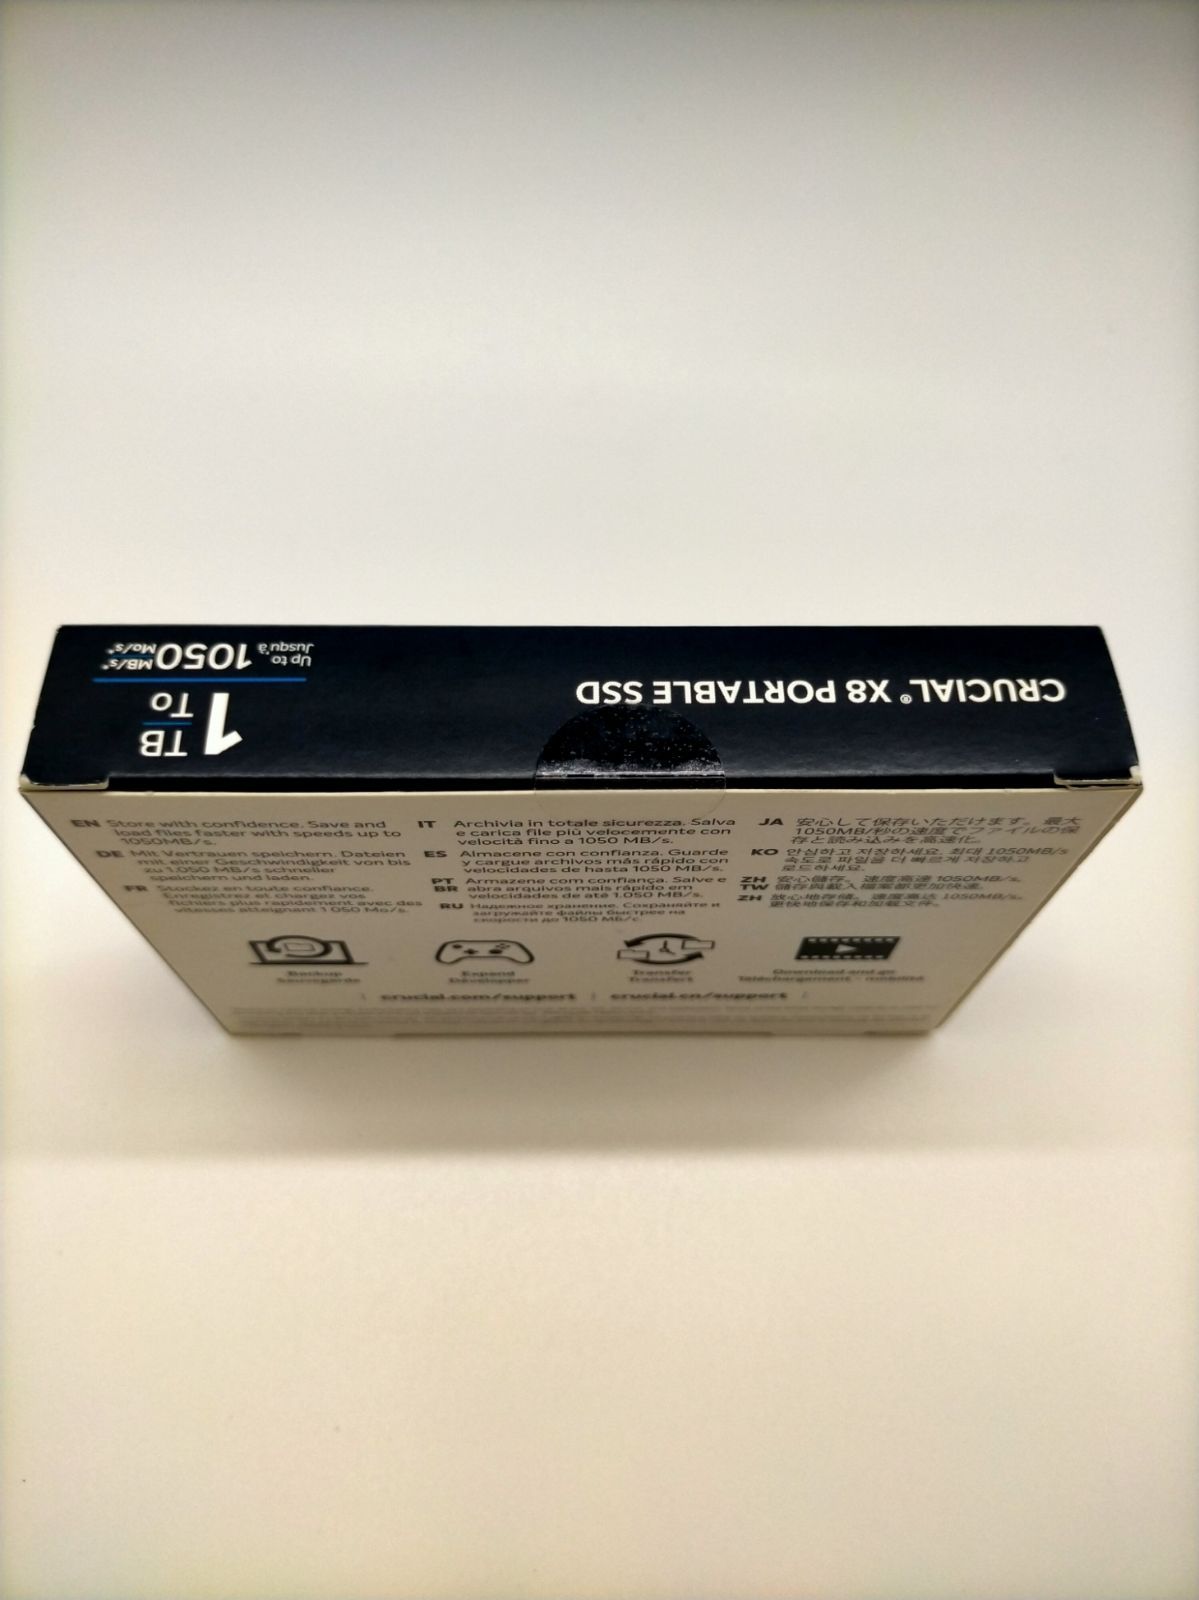 CRUCIAL® X8 PORTABLE SSD
1 TB
To
Up to
Jusqu'à
1050 MB/s*
Mo/s*
EN Store with confidence. Save and
load files faster with speeds up to
1050MB/s.
DE Mit Vertrauen speichern. Dateien
mit einer Geschwindigkeit von bis
zu 1.050 MB/s schneller
speichern und laden.
FR Stockez en toute confiance.
Enregistrez et chargez vos
fichiers plus rapidement avec des
vitesses atteignant 1 050 Mo/s.
IT Archivia in totale sicurezza. Salva
e carica file più velocemente con
velocità fino a 1050 MB/s.
ES Almacene con confianza. Guarde
y cargue archivos más rápido con
velocidades de hasta 1050 MB/s.
PT BR Armazene com confiança. Salve e
abra arquivos mais rápido em
velocidades de até 1.050 MB/s.
RU Надежное хранение. Сохраняйте и
загружайте файлы быстрее на
скорости до 1050 МБ/с.
JA 安心して保存いただけます。最大
1050MB/秒の速度でファイルの保
存と読み込みを高速化。
KO 안심하고 저장하세요. 최대 1050MB/s
속도로 파일을 더 빠르게 저장하고
로드하세요.
ZH TW 安心儲存。速度高達 1050MB/s.
儲存與載入檔案都更加快速。
ZH 放心地存储。速度高达 1050MB/s.
更快地保存和加载文件。
Backup
Sauvegarde
Expand
Développer
Transfer
Transfert
Download and go
Téléchargement - mobilité
| crucial.com/support | crucial.cn/support |